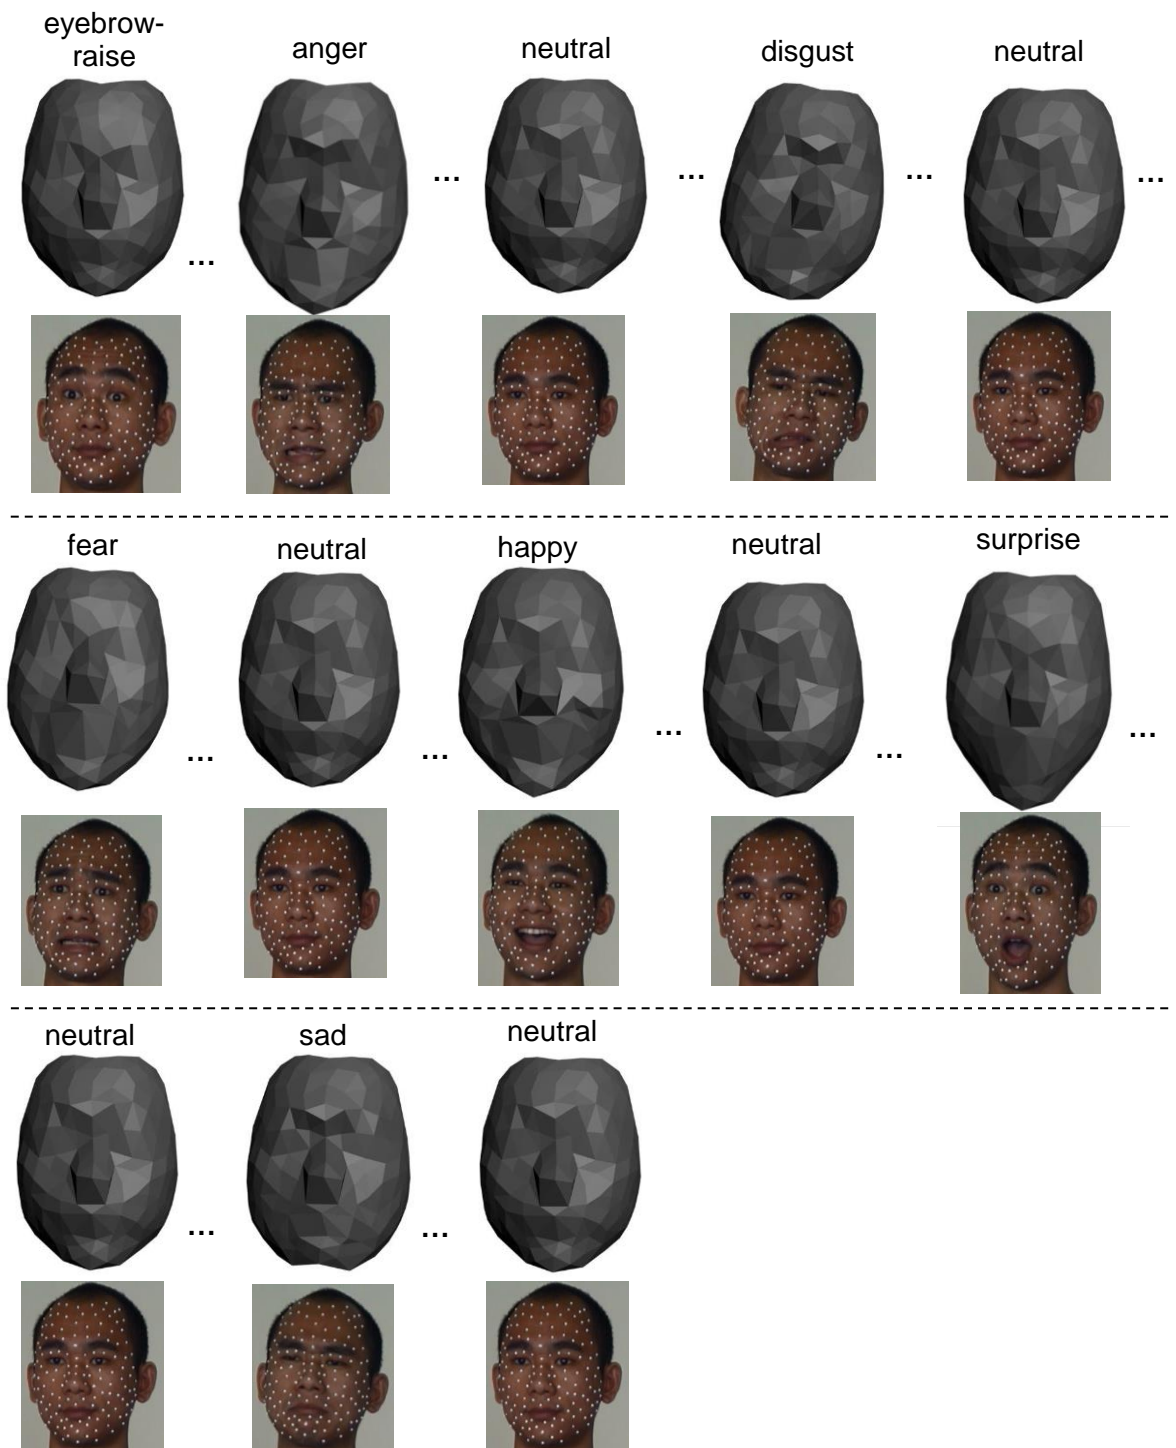 eyebrow-
raise
anger
neutral
disgust
neutral
...
...
...
...
...
fear
neutral
happy
neutral
surprise
...
...
...
...
...
neutral
sad
neutral
...
...